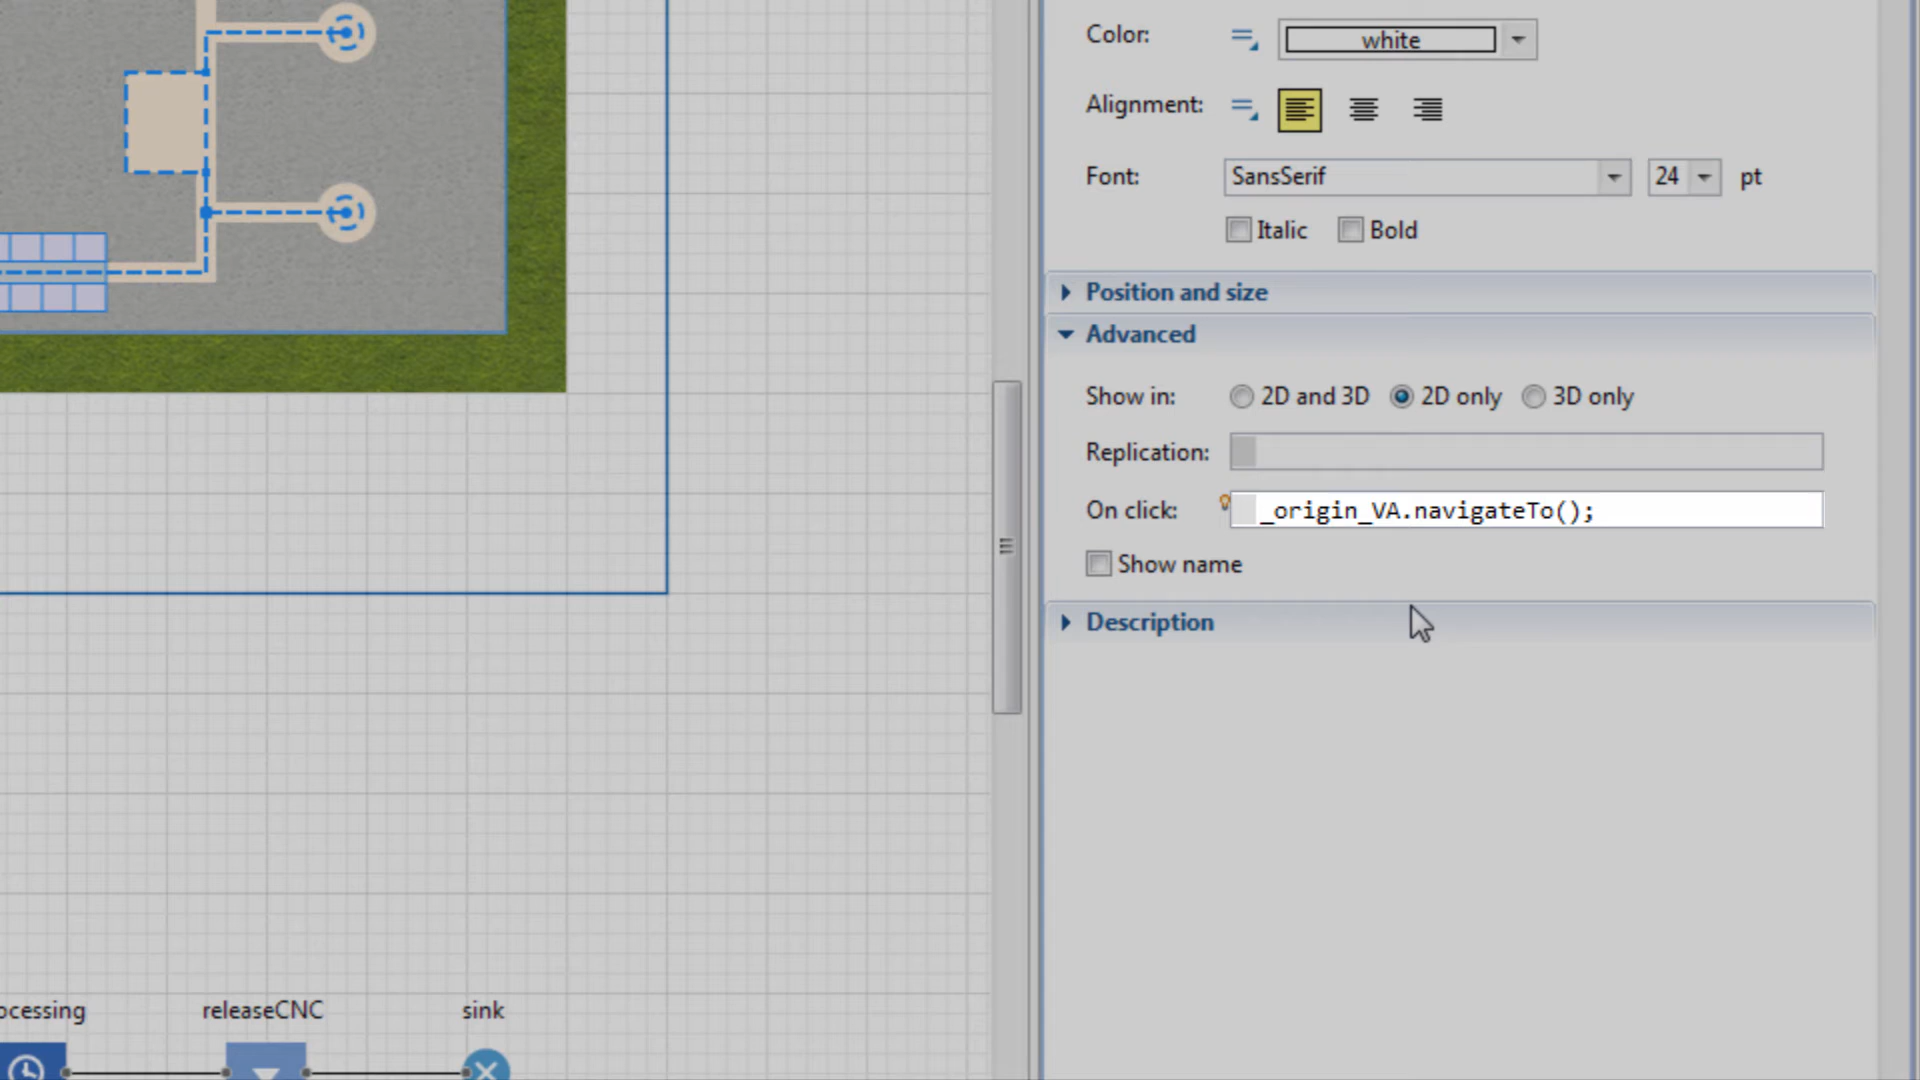 Color:
white
Alignment:
Font:
SansSerif
24
pt
Italic
Bold
Position and size
Advanced
Show in:
2D and 3D
2D only
3D only
Replication:
On click:
_origin_VA.navigateTo();
Show name
Description
ocessing
releaseCNC
sink